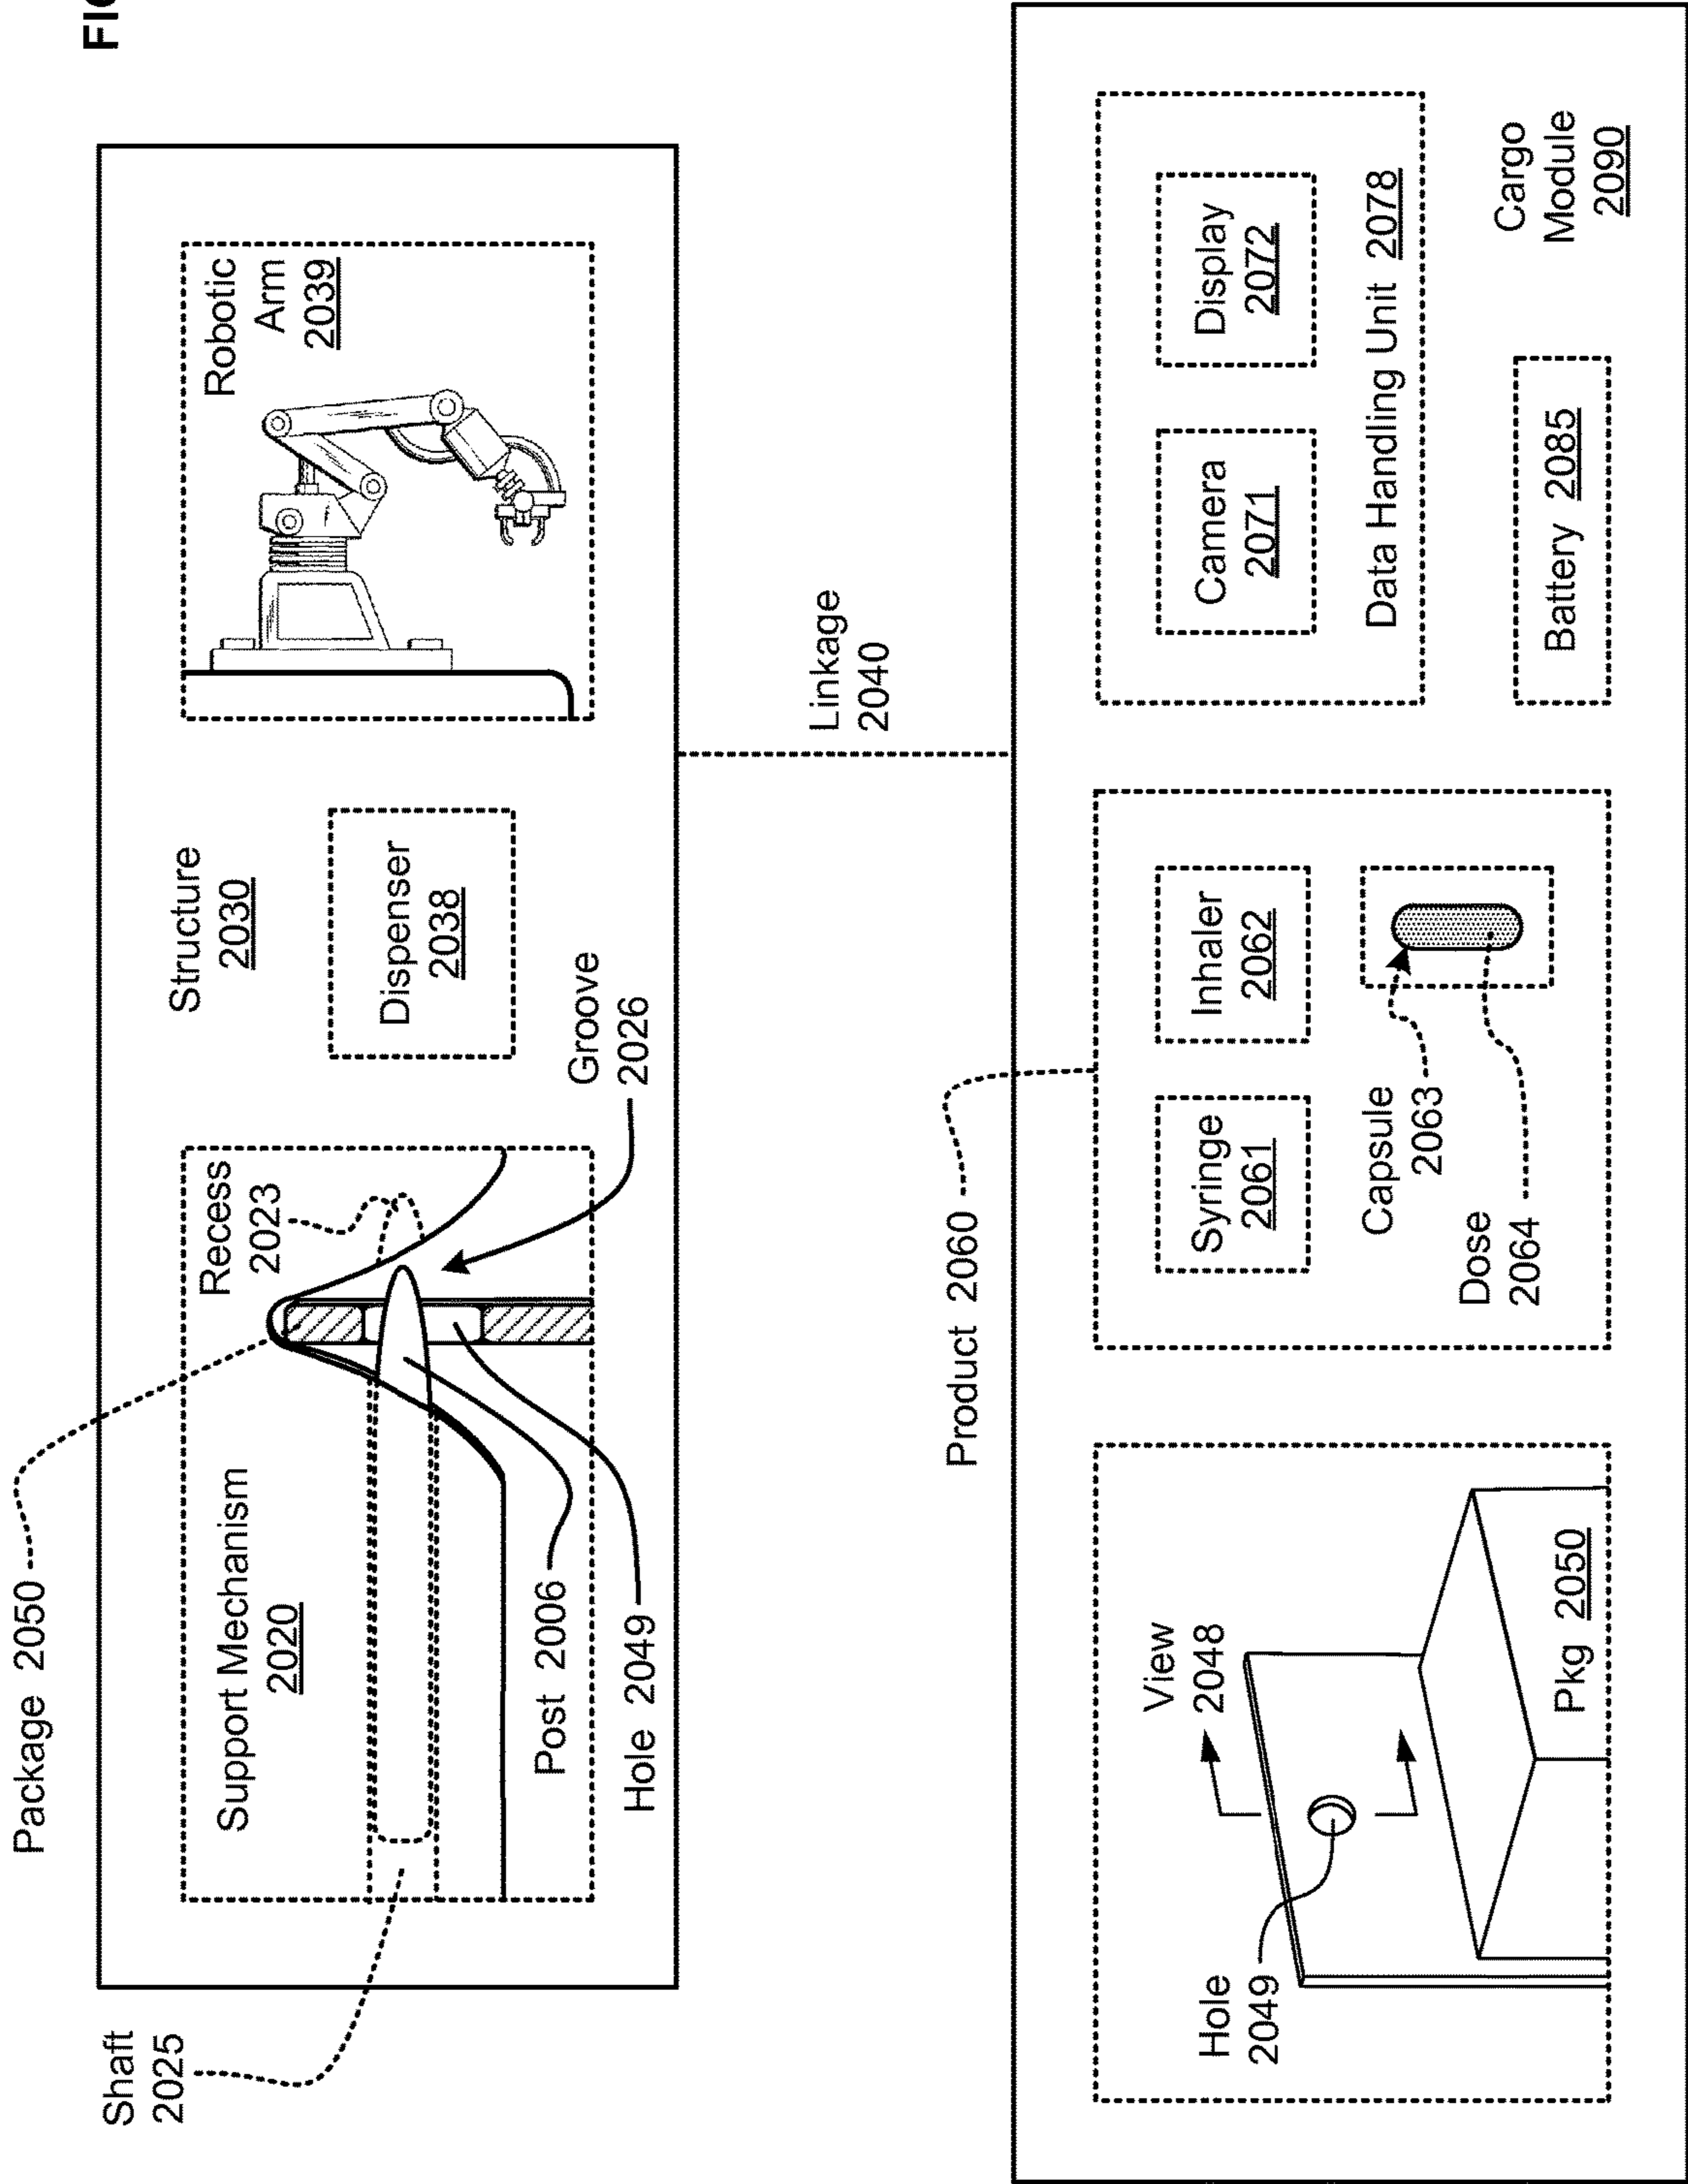 FIG
Package 2050
Shaft
2025
Support Mechanism
2020
Recess
2023
Structure
2030
Dispenser
2038
Robotic
Arm
2039
Groove
2026
Post 2006
Hole 2049
Linkage
2040
Product 2060
View
2048
Hole
2049
Pkg 2050
Syringe
2061
Inhaler
2062
Capsule
2063
Dose
2064
Camera
2071
Display
2072
Data Handling Unit 2078
Battery 2085
Cargo
Module
2090